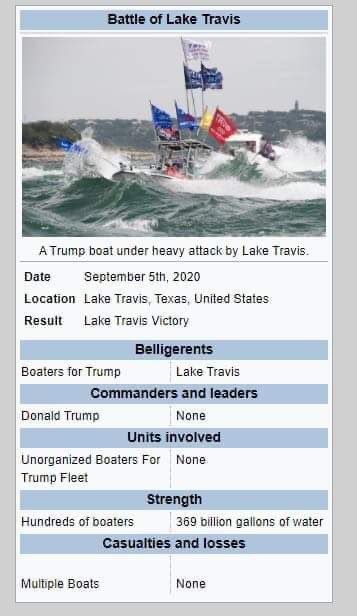 Battle of Lake Travis
TRUMP
A Trump boat under heavy attack by Lake Travis.
Date September 5th, 2020
Location Lake Travis, Texas, United States
Result Lake Travis Victory
Belligerents
Boaters for Trump Lake Travis
Commanders and leaders
Donald Trump None
Units involved
Unorganized Boaters For None
Trump Fleet
Strength
Hundreds of boaters 369 billion gallons of water
Casualties and losses
Multiple Boats None